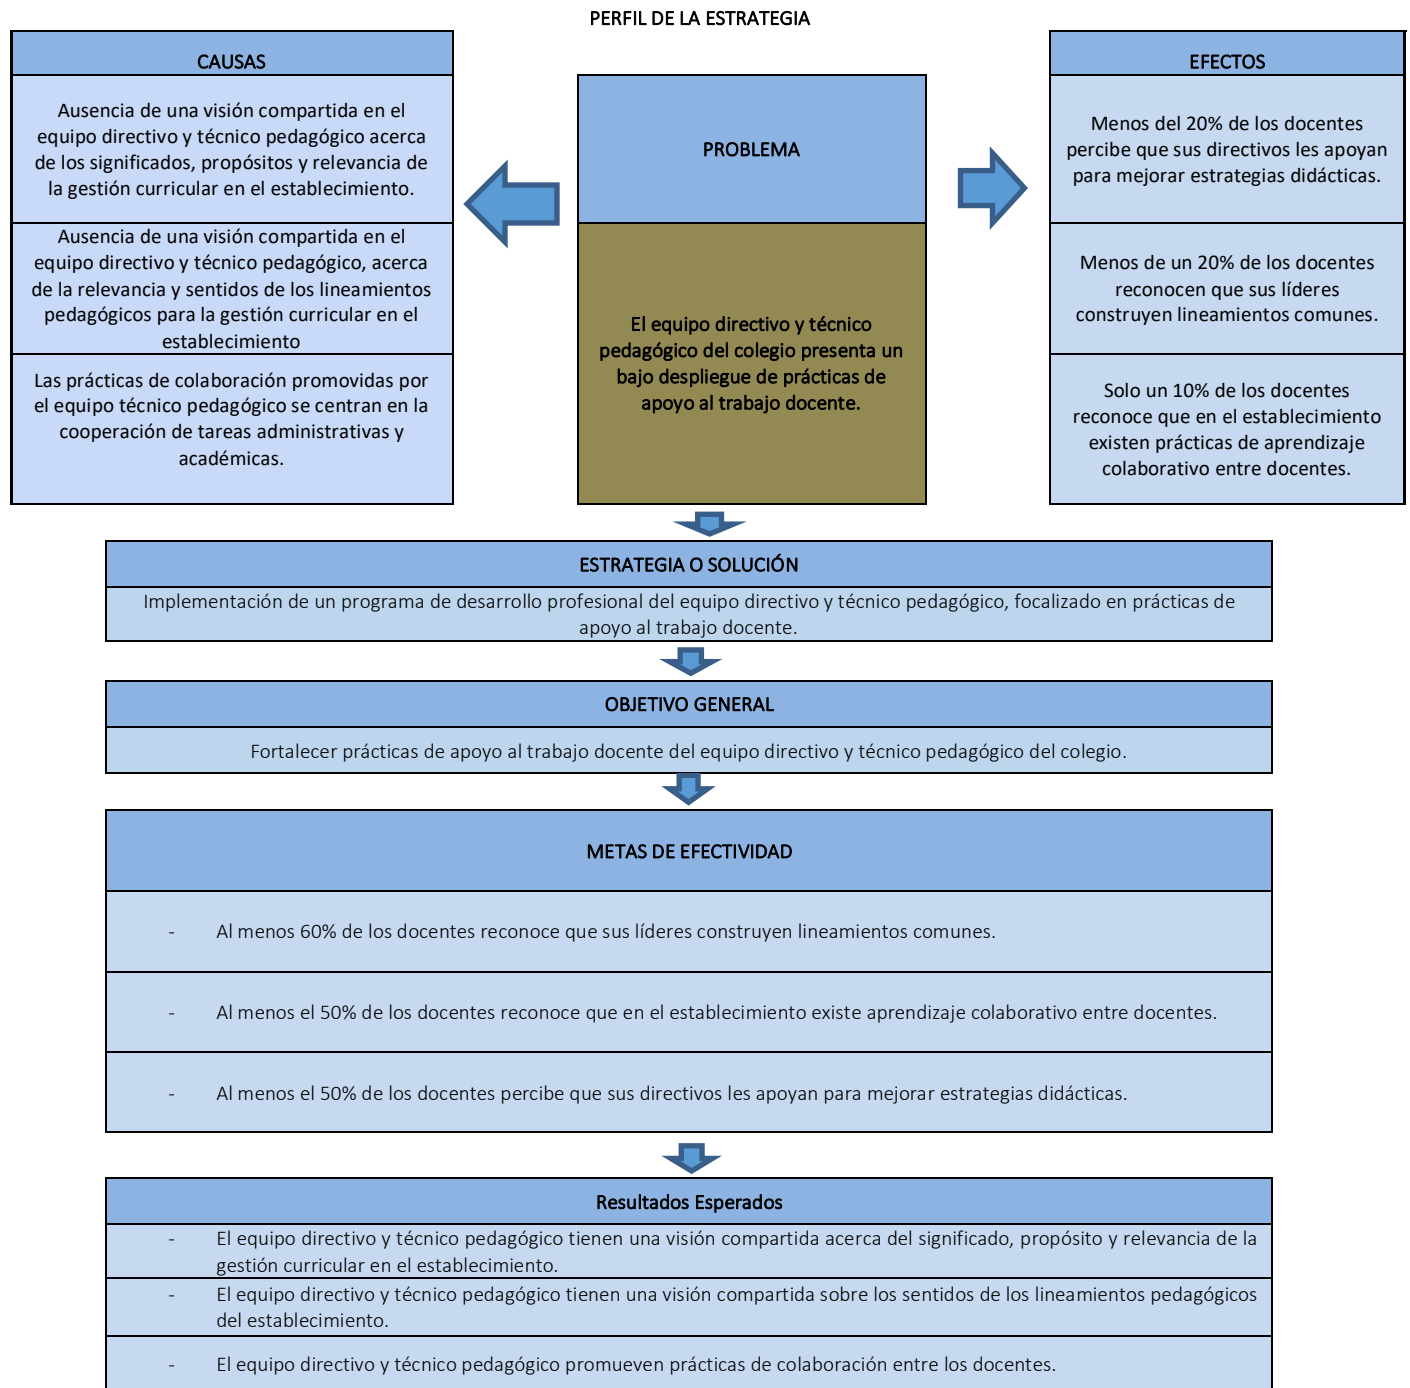 PERFIL DE LA ESTRATEGIA
CAUSAS
Ausencia de una visión compartida en el
equipo directivo y técnico pedagógico acerca
de los significados, propósitos y relevancia de
la gestión curricular en el establecimiento.
Ausencia de una visión compartida en el
equipo directivo y técnico pedagógico, acerca
de la relevancia y sentidos de los lineamientos
pedagógicos para la gestión curricular en el
establecimiento
Las prácticas de colaboración promovidas por
el equipo técnico pedagógico se centran en la
cooperación de tareas administrativas y
académicas.
PROBLEMA
El equipo directivo y técnico
pedagógico del colegio presenta un
bajo despliegue de prácticas de
apoyo al trabajo docente.
EFECTOS
Menos del 20% de los docentes
percibe que sus directivos les apoyan
para mejorar estrategias didácticas.
Menos de un 20% de los docentes
reconocen que sus líderes
construyen lineamientos comunes.
Solo un 10% de los docentes
reconoce que en el establecimiento
existen prácticas de aprendizaje
colaborativo entre docentes.
ESTRATEGIA O SOLUCIÓN
Implementación de un programa de desarrollo profesional del equipo directivo y técnico pedagógico, focalizado en prácticas de
apoyo al trabajo docente.
OBJETIVO GENERAL
Fortalecer prácticas de apoyo al trabajo docente del equipo directivo y técnico pedagógico del colegio.
METAS DE EFECTIVIDAD
- Al menos 60% de los docentes reconoce que sus líderes construyen lineamientos comunes.
- Al menos el 50% de los docentes reconoce que en el establecimiento existe aprendizaje colaborativo entre docentes.
- Al menos el 50% de los docentes percibe que sus directivos les apoyan para mejorar estrategias didácticas.
Resultados Esperados
- El equipo directivo y técnico pedagógico tienen una visión compartida acerca del significado, propósito y relevancia de la
gestión curricular en el establecimiento.
- El equipo directivo y técnico pedagógico tienen una visión compartida sobre los sentidos de los lineamientos pedagógicos
del establecimiento.
- El equipo directivo y técnico pedagógico promueven prácticas de colaboración entre los docentes.